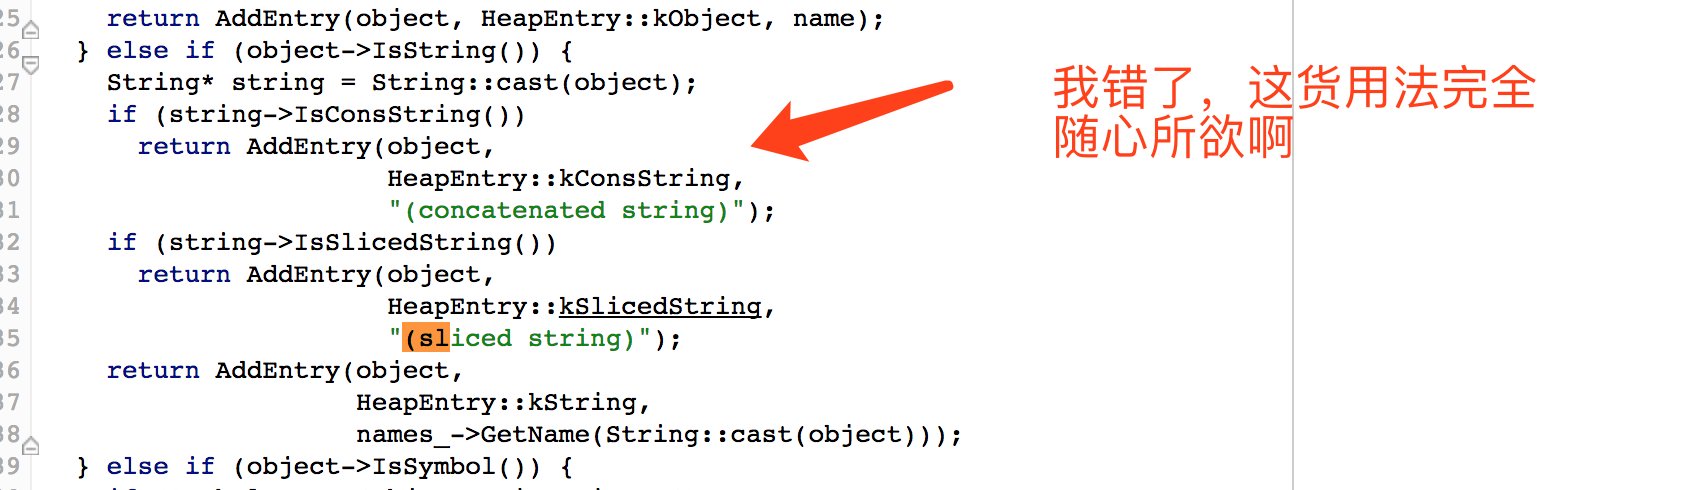 25 return AddEntry(object, HeapEntry::kObject, name);
26 } else if (object->IsString()) {
27 String* string = String::cast(object);
28 if (string->IsConsString())
29 return AddEntry(object,
30 HeapEntry::kConsString,
31 "(concatenated string)");
32 if (string->IsSlicedString())
33 return AddEntry(object,
34 HeapEntry::kSlicedString,
35 "(sliced string)");
36 return AddEntry(object,
37 HeapEntry::kString,
38 names_->GetName(String::cast(object)));
39 } else if (object->IsSymbol()) {
我错了，这货用法完全
随心所欲啊